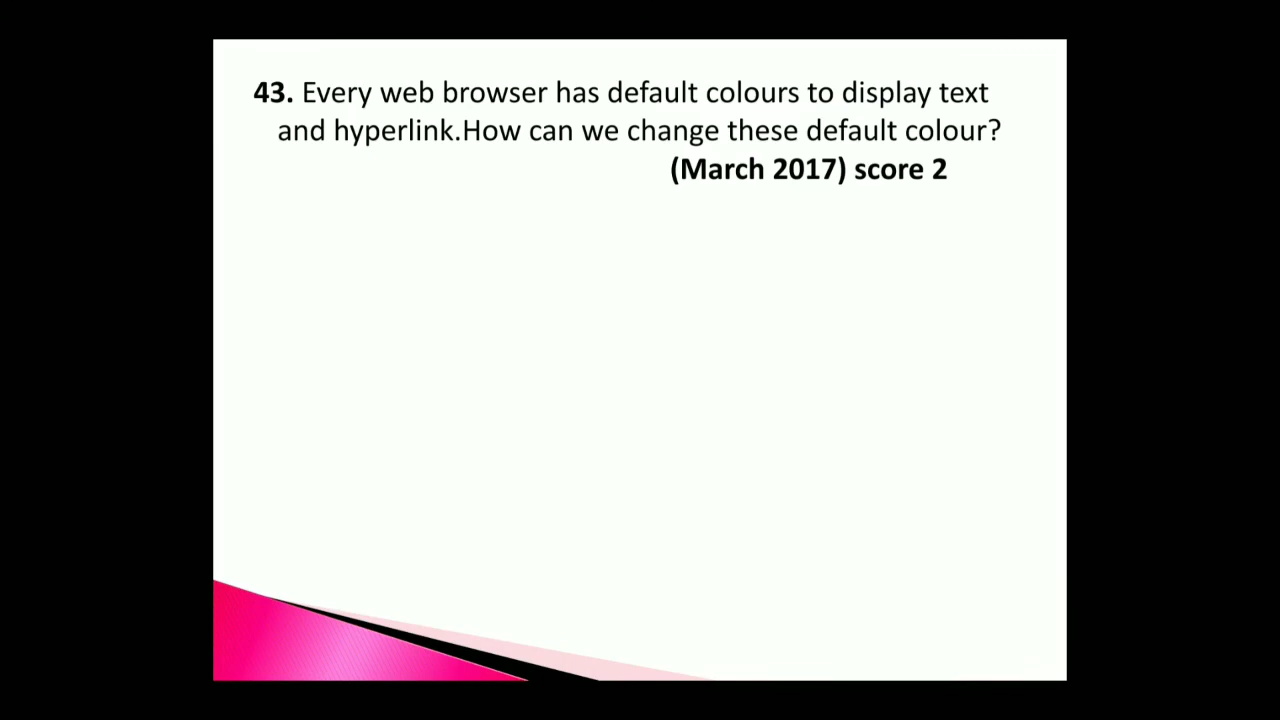 43. Every web browser has default colours to display text
and hyperlink.How can we change these default colour?
(March 2017) score 2